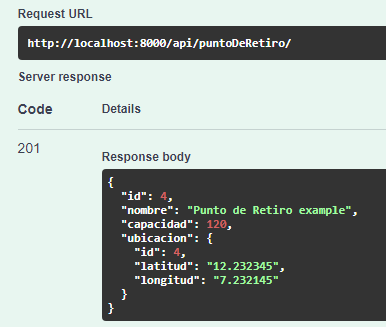 Request URL
http://localhost:8000/api/puntoDeRetiro/
Server response
Code Details
201
Response body
{
  "id": 4,
  "nombre": "Punto de Retiro example",
  "capacidad": 120,
  "ubicacion": {
    "id": 4,
    "latitud": "12.232345",
    "longitud": "7.232145"
  }
}